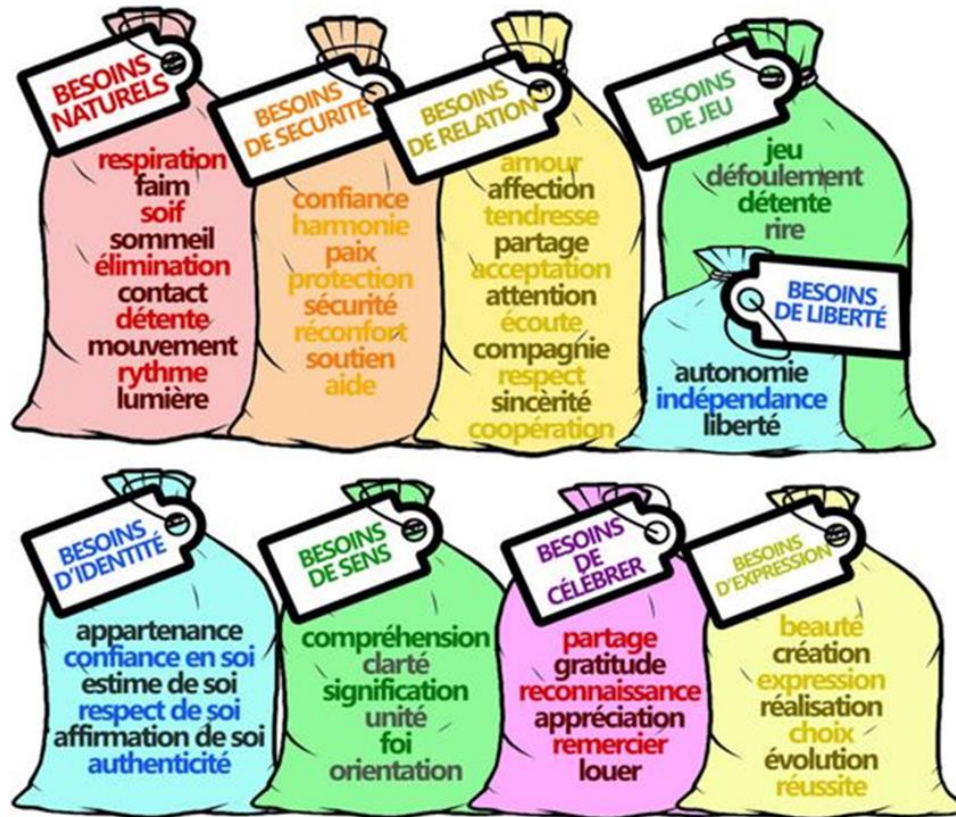 BESOINS
NATURELS
respiration
faim
soif
sommeil
élimination
contact
détente
mouvement
rythme
lumière
BESOINS
DE SECURITE
confiance
harmonie
paix
protection
sécurité
réconfort
soutien
aide
BESOINS
DE RELATION
amour
affection
tendresse
partage
acceptation
attention
écoute
compagnie
respect
sincèrité
coopération
BESOINS
DE JEU
jeu
défoulement
détente
rire
BESOINS
DE LIBERTÉ
autonomie
indépendance
liberté
BESOINS
D'IDENTITÉ
appartenance
confiance en soi
estime de soi
respect de soi
affirmation de soi
authenticité
BESOINS
DE SENS
compréhension
clarté
signification
unité
foi
orientation
BESOINS
DE
CÉLÉBRER
partage
gratitude
reconnaissance
appréciation
remercier
louer
BESOINS
D'EXPRESSION
beauté
création
expression
réalisation
choix
évolution
réussite